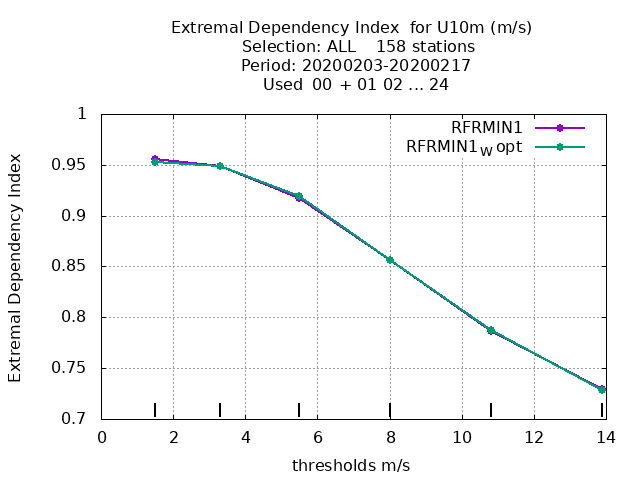 Extremal Dependency Index  for U10m (m/s)
Selection: ALL    158 stations
Period: 20200203-20200217
Used  00 + 01 02 ... 24
RFRMIN1
RFRMIN1W opt
Extremal Dependency Index
1
0.95
0.9
0.85
0.8
0.75
0.7
0 2 4 6 8 10 12 14
thresholds m/s